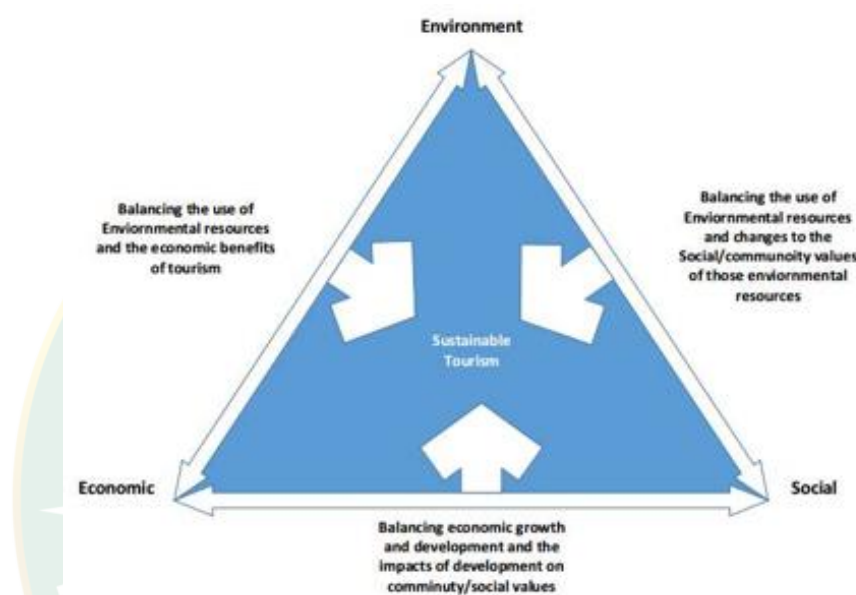 Environment
Balancing the use of
Enviornmental resources
and the economic benefits
of tourism
Balancing the use of
Enviornmental resources
and changes to the
Social/communoity values
of those enviornmental
resources
Sustainable
Tourism
Economic
Social
Balancing economic growth
and development and the
impacts of development on
comminuty/social values